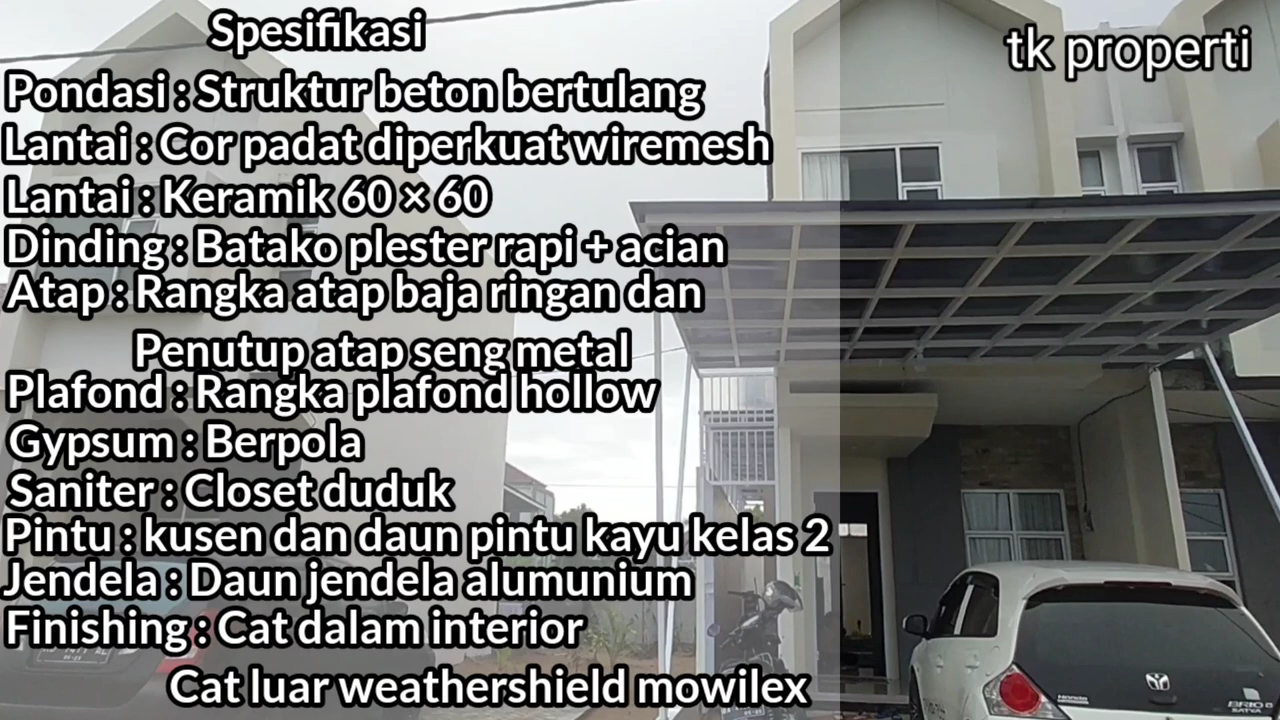 Spesifikasi
tk properti
Pondasi : Struktur beton bertulang
Lantai : Cor padat diperkuat wiremesh
Lantai : Keramik 60 × 60
Dinding : Batako plester rapi + acian
Atap : Rangka atap baja ringan dan
Penutup atap seng metal
Plafond : Rangka plafond hollow
Gypsum : Berpola
Saniter : Closet duduk
Pintu : kusen dan daun pintu kayu kelas 2
Jendela : Daun jendela alumunium
Finishing : Cat dalam interior
Cat luar weathershield mowilex
Honda
BRIO
SATYA